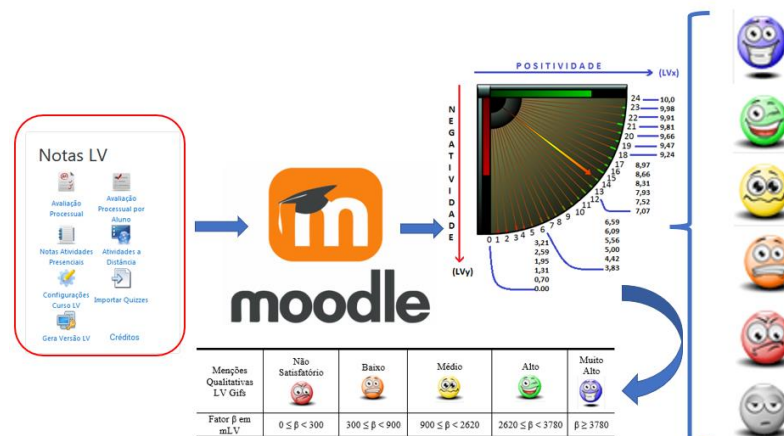 Notas LV
Avaliação
Processual
Avaliação
Processual por
Aluno
Notas Atividades
Presenciais
Atividades a
Distância
Configurações
Curso LV
Importar Quizzes
Gera Versão LV
Créditos
m
moodle
POSITIVIDADE
(LVx)
NEGATIVIDADE
(LVy)
24 10,0
23 9,98
22 9,91
21 9,81
20 9,66
19 9,47
18 9,24
17
16
15
14
13
12
8,97
8,66
8,31
7,93
7,52
7,07
0 1 2 3 4 5 6 7 8 9 10 11
6,59
6,09
5,56
5,00
4,42
3,83
3,21
2,59
1,95
1,31
0,70
0.00
Menções
Qualitativas
LV Gifs
Não
Satisfatório
Baixo
Médio
Alto
Muito
Alto
Fator β em
mLV
0 ≤ β < 300
300 ≤ β < 900
900 ≤ β < 2620
2620 ≤ β < 3780
β ≥ 3780